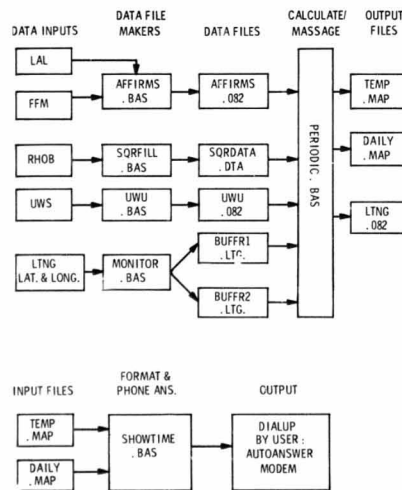 DATA INPUTS
DATA FILE
MAKERS
DATA FILES
CALCULATE/
MASSAGE
OUTPUT
FILES
LAL
FFM
AFFIRMS
.BAS
AFFIRMS
.082
TEMP
.MAP
RHOB
SQRFILL
.BAS
SQRDATA
.DTA
PERIODIC. BAS
DAILY
.MAP
UWS
UWU
.BAS
UWU
.082
LTNG
.082
LTNG
LAT. & LONG.
MONITOR
.BAS
BUFFR1
.LTG.
BUFFR2
.LTG.
INPUT FILES
FORMAT &
PHONE ANS.
OUTPUT
TEMP
.MAP
DAILY
.MAP
SHOWTIME
.BAS
DIALUP
BY USER:
AUTOANSWER
MODEM